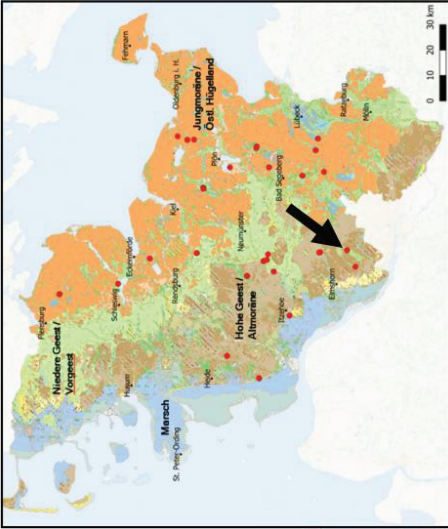 Flensburg
Niedere Geest /
Vorgeest
Schleswig
Husum
Fehmarn
Eckernförde
Marsch
Kiel
St. Peter-Ording
Rendsburg
Oldenburg i. H.
Jungmoräne /
Östl. Hügelland
Heide
Plön
Hohe Geest /
Altmoräne
Neumünster
Bad Segeberg
Itzehoe
Lübeck
Elmshorn
Ratzeburg
Mölln
0 10 20 30 km